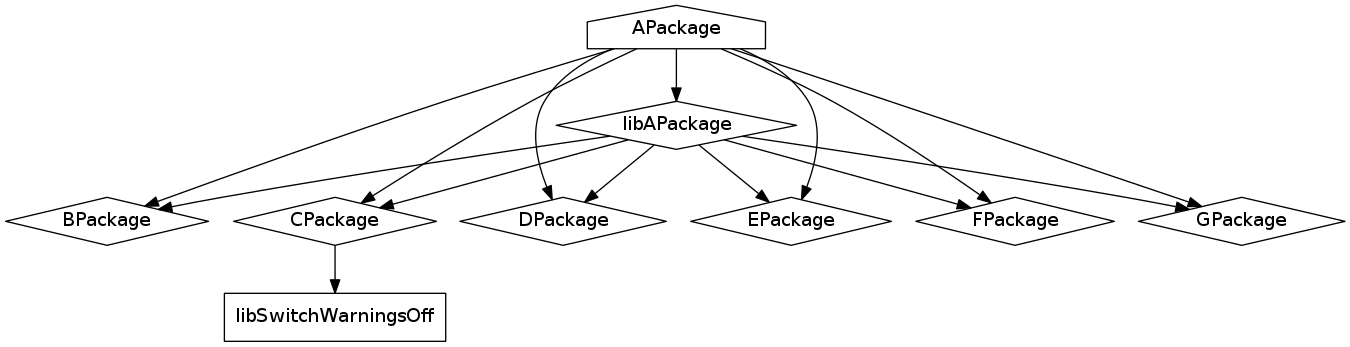 APackage
libAPackage
BPackage
CPackage
DPackage
EPackage
FPackage
GPackage
libSwitchWarningsOff